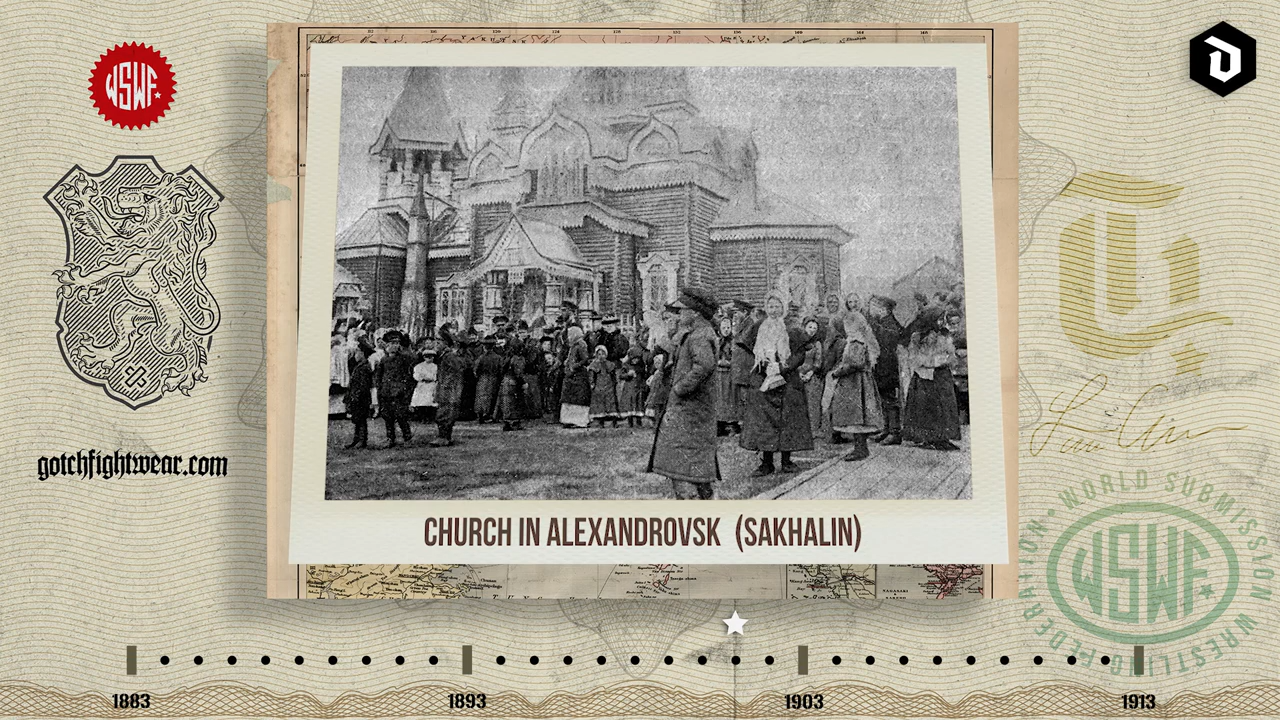 WSWF
gotchfightwear.com
CHURCH IN ALEXANDROVSK (SAKHALIN)
WORLD SUBMISSION WRESTLING FEDERATION
WSWF
1883
1893
1903
1913